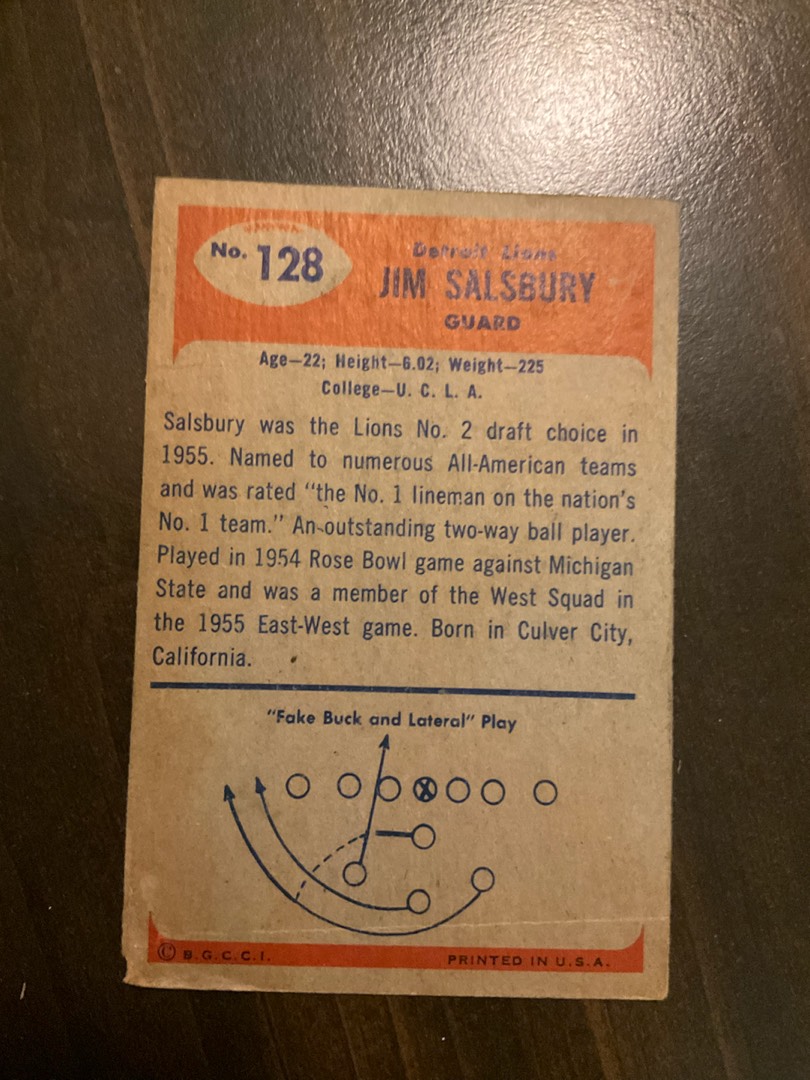 No. 128
Detroit Lions
JIM SALSBURY
GUARD
Age—22; Height—6.02; Weight—225
College—U. C. L. A.
Salsbury was the Lions No. 2 draft choice in
1955. Named to numerous All-American teams
and was rated "the No. 1 lineman on the nation's
No. 1 team." An outstanding two-way ball player.
Played in 1954 Rose Bowl game against Michigan
State and was a member of the West Squad in
the 1955 East-West game. Born in Culver City,
California.
"Fake Buck and Lateral" Play
X
© B.G.C.C.I.
PRINTED IN U.S.A.